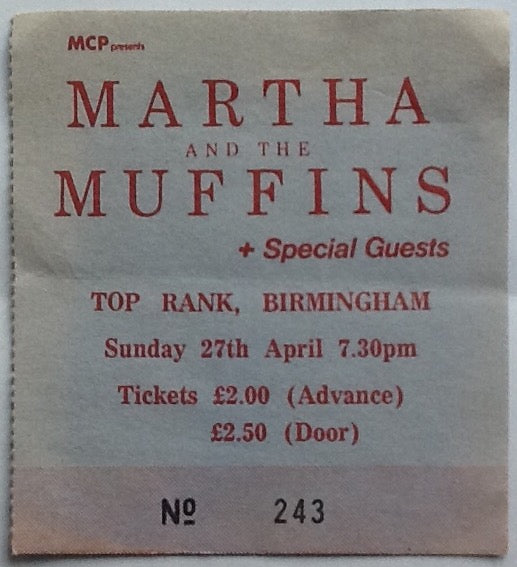 MCP presents
MARTHA
AND THE
MUFFINS
+ Special Guests
TOP RANK, BIRMINGHAM
Sunday 27th April 7.30pm
Tickets £2.00 (Advance)
£2.50 (Door)
Nº 243